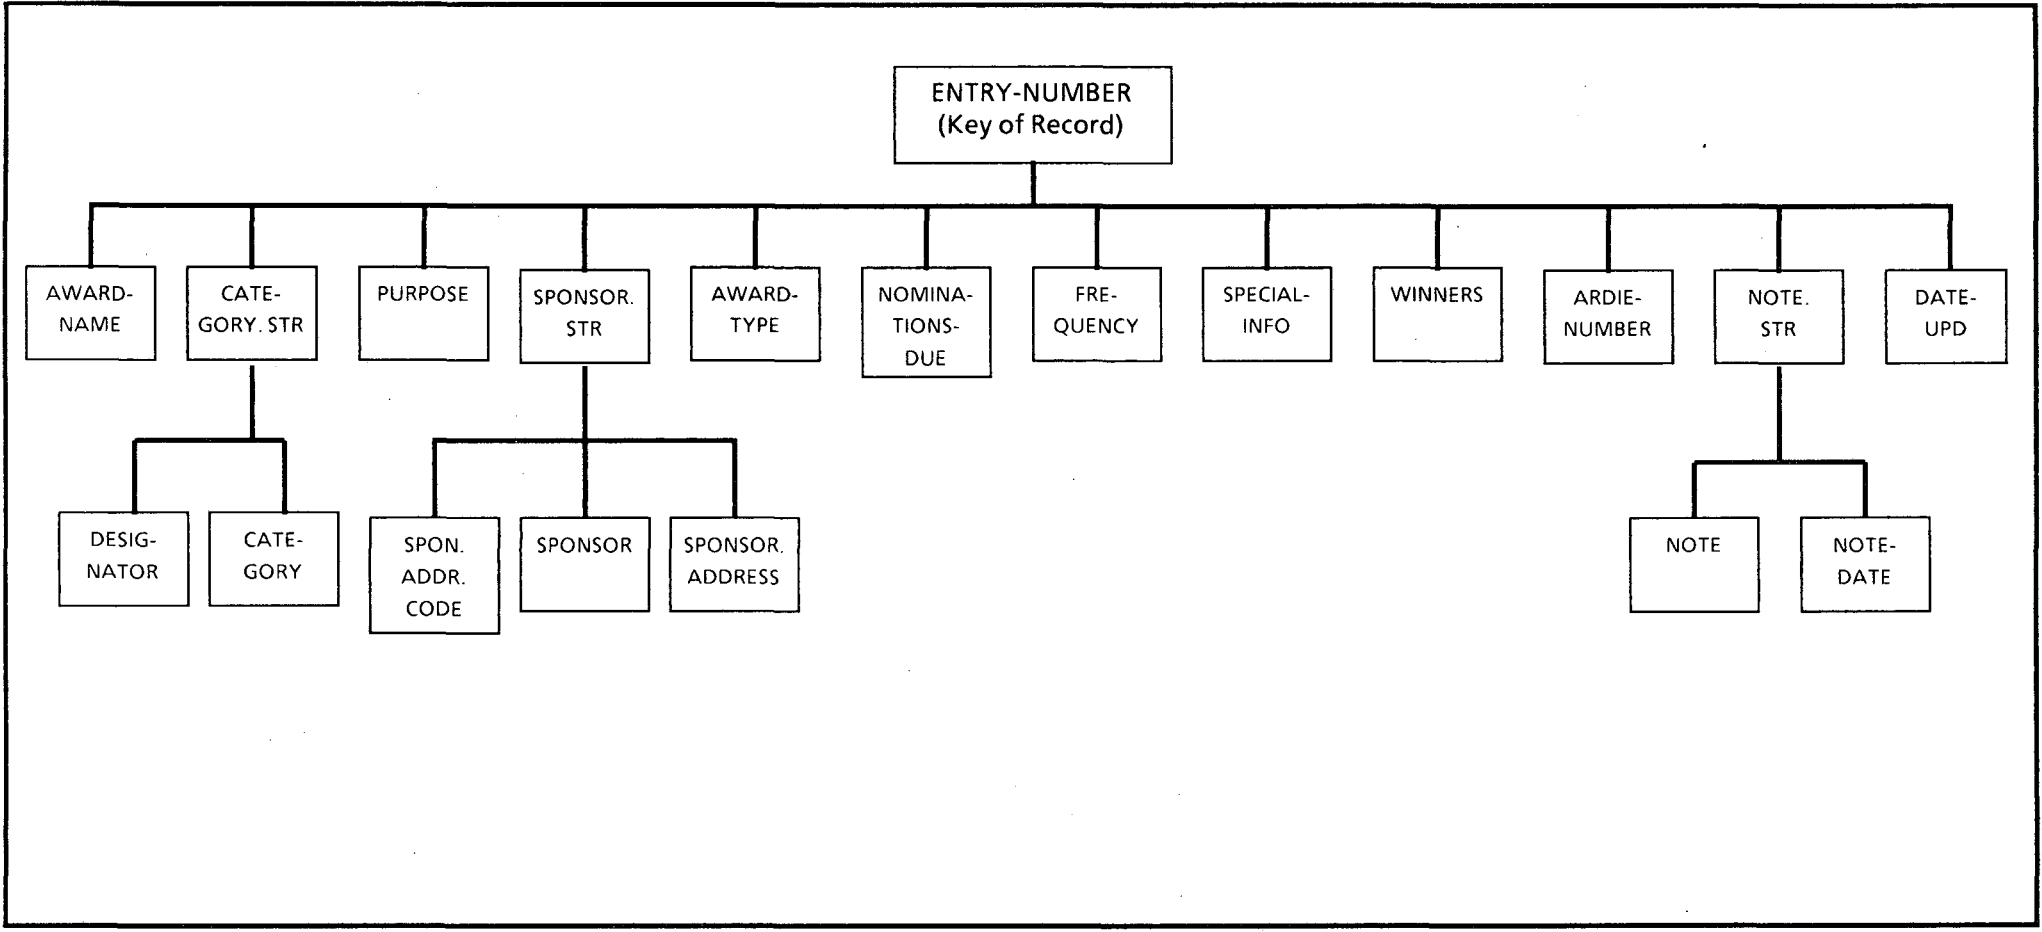 ENTRY-NUMBER
(Key of Record)
AWARD-
NAME
CATE-
GORY. STR
PURPOSE
SPONSOR.
STR
AWARD-
TYPE
NOMINA-
TIONS-
DUE
FRE-
QUENCY
SPECIAL-
INFO
WINNERS
ARDIE-
NUMBER
NOTE.
STR
DATE-
UPD
DESIG-
NATOR
CATE-
GORY
SPON.
ADDR.
CODE
SPONSOR
SPONSOR.
ADDRESS
NOTE
NOTE-
DATE